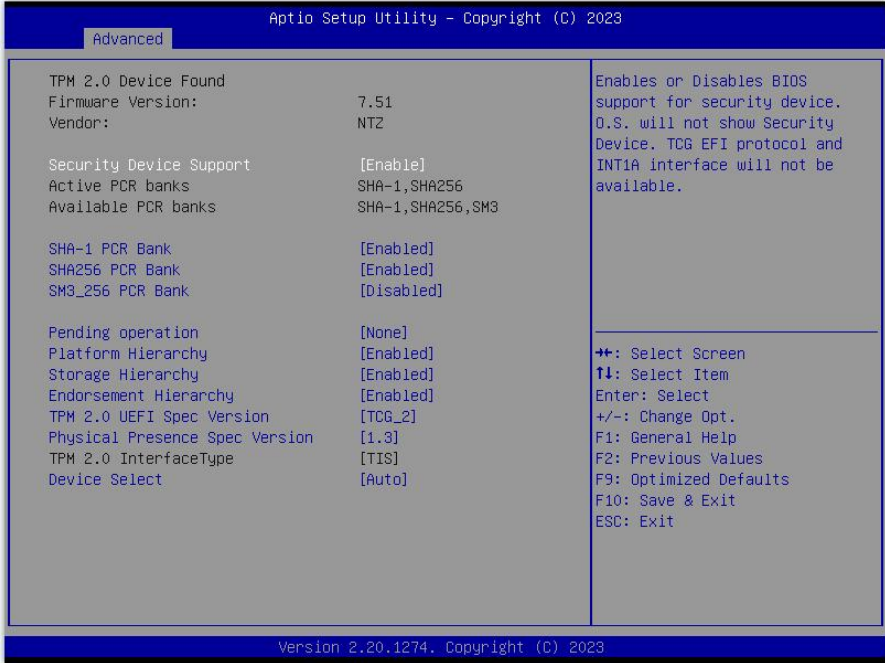 Aptio Setup Utility – Copyright (C) 2023
Advanced
TPM 2.0 Device Found
Firmware Version: 7.51
Vendor: NTZ
Security Device Support [Enable]
Active PCR banks SHA-1,SHA256
Available PCR banks SHA-1,SHA256,SM3
SHA-1 PCR Bank [Enabled]
SHA256 PCR Bank [Enabled]
SM3_256 PCR Bank [Disabled]
Pending operation [None]
Platform Hierarchy [Enabled]
Storage Hierarchy [Enabled]
Endorsement Hierarchy [Enabled]
TPM 2.0 UEFI Spec Version [TCG_2]
Physical Presence Spec Version [1.3]
TPM 2.0 InterfaceType [TIS]
Device Select [Auto]
Enables or Disables BIOS
support for security device.
O.S. will not show Security
Device. TCG EFI protocol and
INT1A interface will not be
available.
→←: Select Screen
↑↓: Select Item
Enter: Select
+/-: Change Opt.
F1: General Help
F2: Previous Values
F9: Optimized Defaults
F10: Save & Exit
ESC: Exit
Version 2.20.1274. Copyright (C) 2023